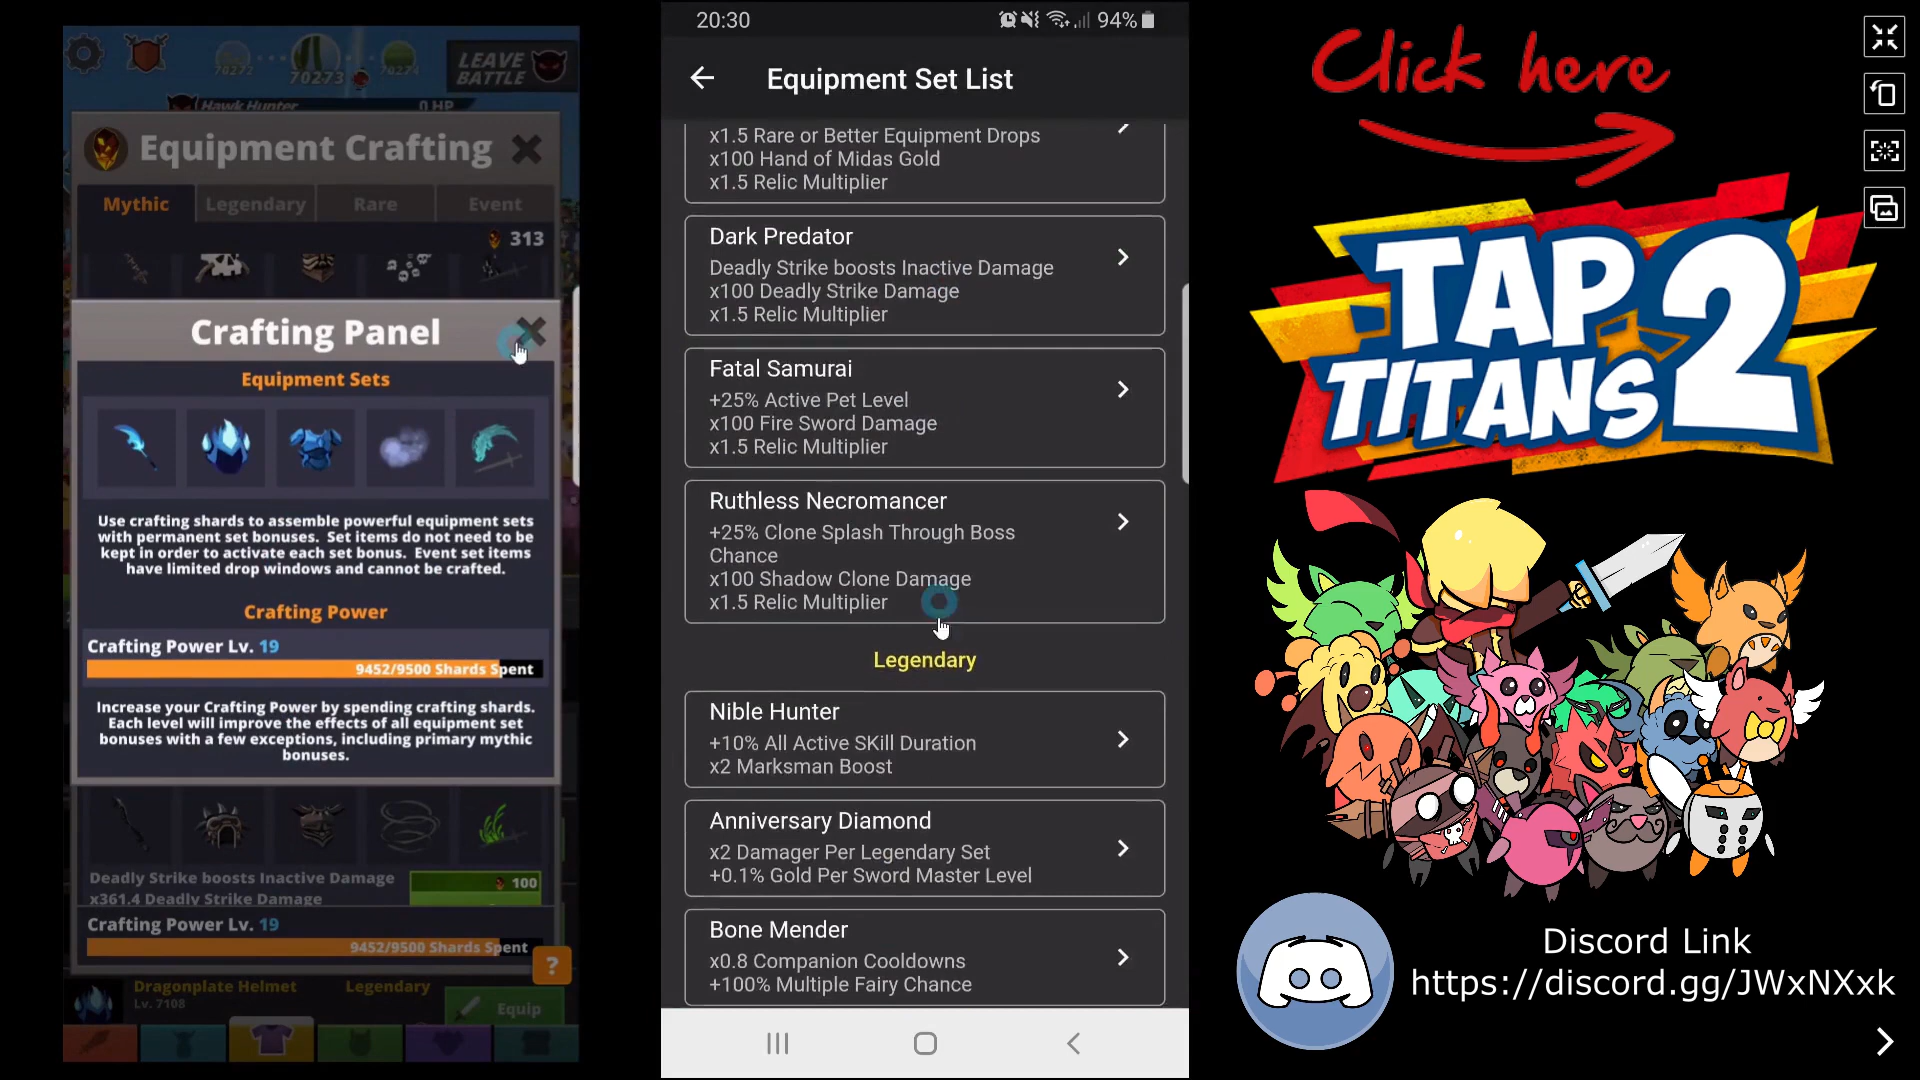 70272
70273
70274
LEAVE
BATTLE
Hawk Hunter
0 HP
Equipment Crafting
Mythic
Legendary
Rare
Event
313
Crafting Panel
Equipment Sets
Use crafting shards to assemble powerful equipment sets
with permanent set bonuses. Set items do not need to be
kept in order to activate each set bonus. Event set items
have limited drop windows and cannot be crafted.
Crafting Power
Crafting Power Lv. 19
9452/9500 Shards Spent
Increase your Crafting Power by spending crafting shards.
Each level will improve the effects of all equipment set
bonuses with a few exceptions, including primary mythic
bonuses.
Deadly Strike boosts Inactive Damage
x361.4 Deadly Strike Damage
100
Crafting Power Lv. 19
9452/9500 Shards Spent
?
Dragonplate Helmet
Legendary
Lv. 7108
Equip
20:30
94%
Equipment Set List
x1.5 Rare or Better Equipment Drops
x100 Hand of Midas Gold
x1.5 Relic Multiplier
Dark Predator
Deadly Strike boosts Inactive Damage
x100 Deadly Strike Damage
x1.5 Relic Multiplier
Fatal Samurai
+25% Active Pet Level
x100 Fire Sword Damage
x1.5 Relic Multiplier
Ruthless Necromancer
+25% Clone Splash Through Boss
Chance
x100 Shadow Clone Damage
x1.5 Relic Multiplier
Legendary
Nible Hunter
+10% All Active SKill Duration
x2 Marksman Boost
Anniversary Diamond
x2 Damager Per Legendary Set
+0.1% Gold Per Sword Master Level
Bone Mender
x0.8 Companion Cooldowns
+100% Multiple Fairy Chance
Click here
TAP
TITANS 2
Discord Link
https://discord.gg/JWxNXxk